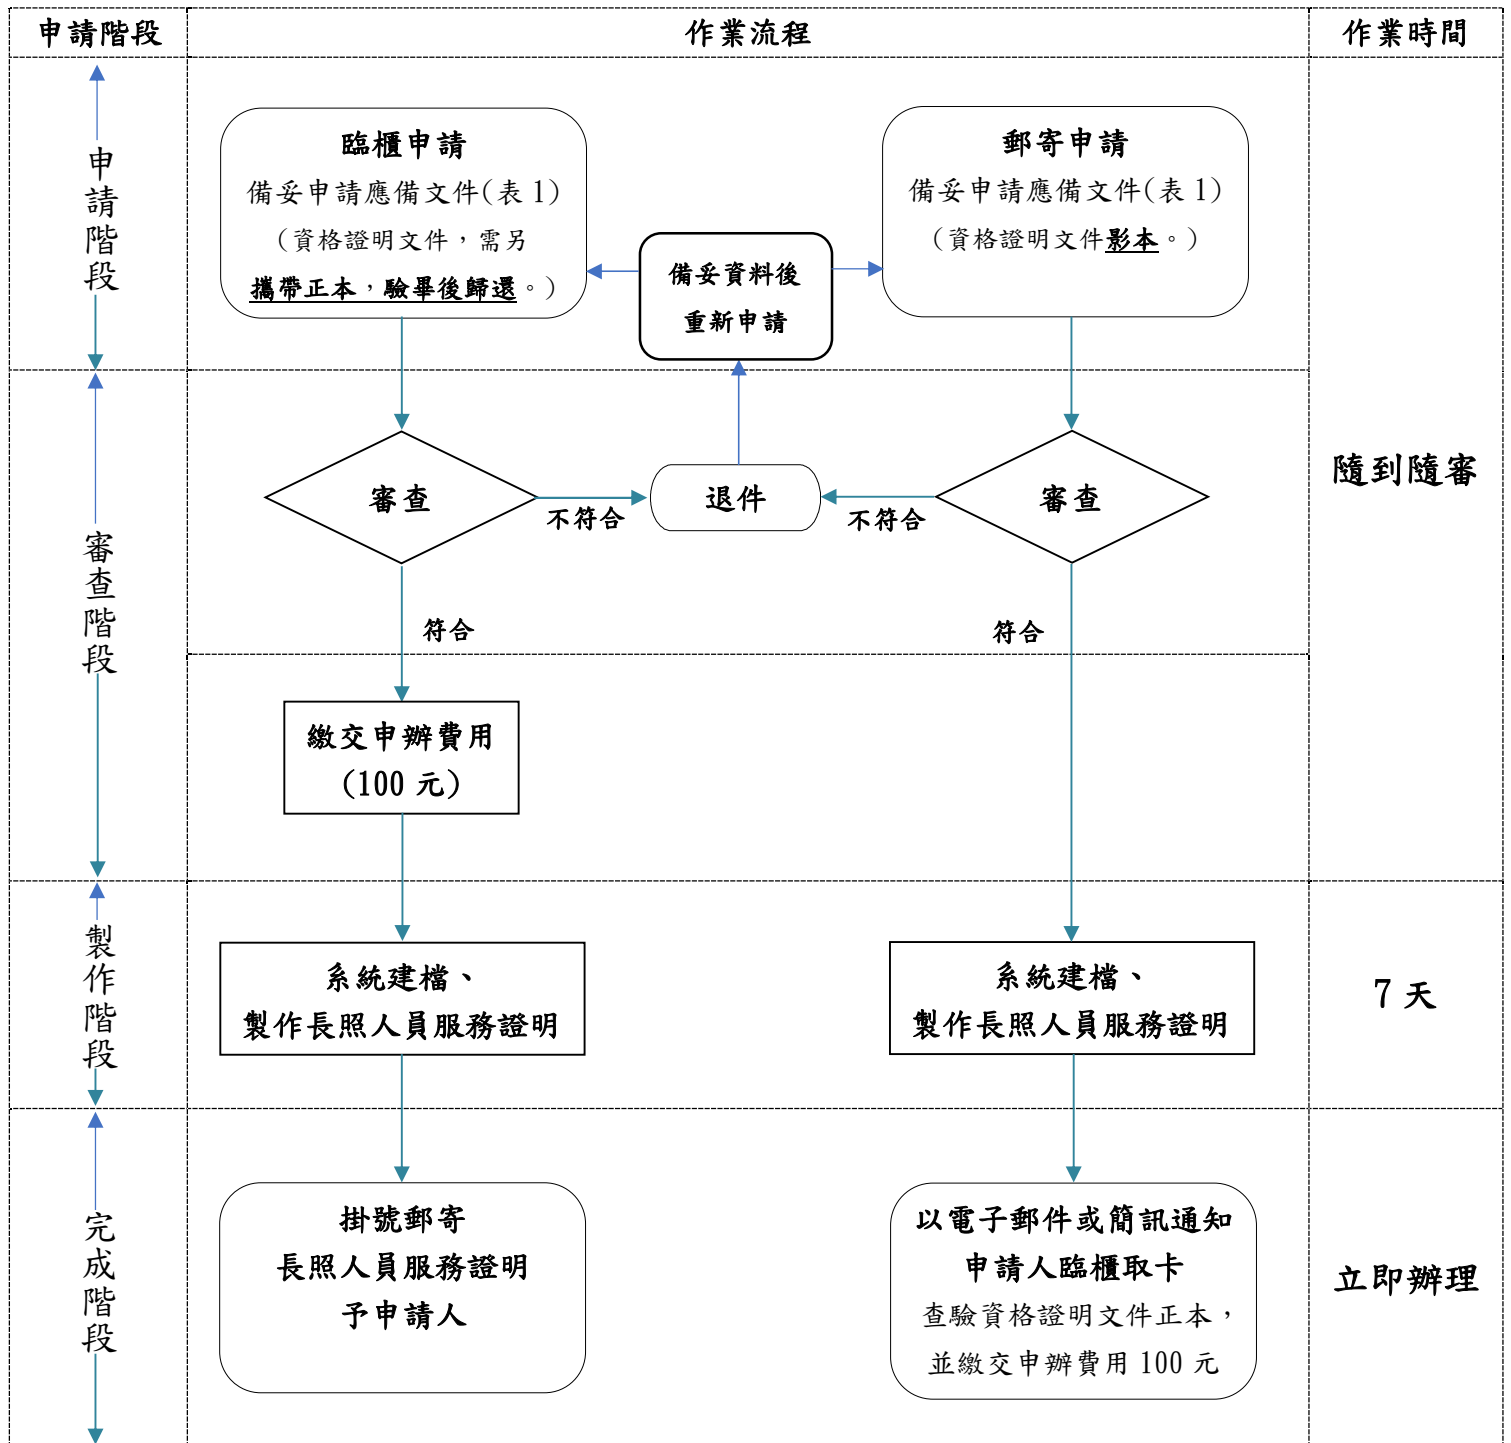 申請階段
作業流程
作業時間
申請階段
臨櫃申請
備妥申請應備文件(表 1)
(資格證明文件，需另
攜帶正本，驗畢後歸還。)
備妥資料後
重新申請
郵寄申請
備妥申請應備文件(表 1)
(資格證明文件影本。)
隨到隨審
審查階段
審查
不符合
退件
不符合
審查
符合
符合
繳交申辦費用
(100 元)
製作階段
系統建檔、
製作長照人員服務證明
系統建檔、
製作長照人員服務證明
7 天
完成階段
掛號郵寄
長照人員服務證明
予申請人
以電子郵件或簡訊通知
申請人臨櫃取卡
查驗資格證明文件正本，
並繳交申辦費用 100 元
立即辦理